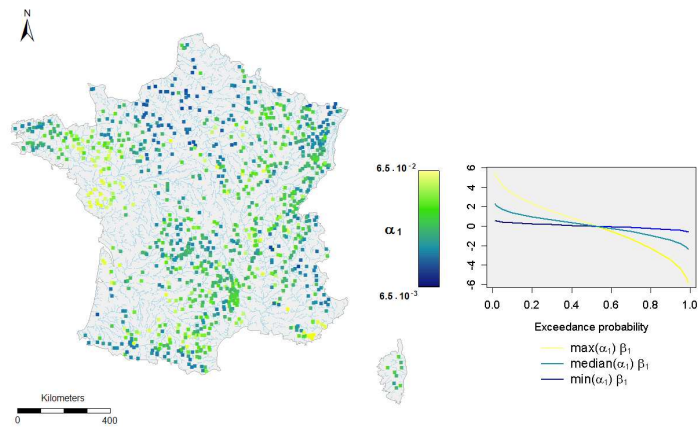 N
6.5 . 10⁻²
α₁
6.5 . 10⁻³
6
4
2
0
-2
-4
-6
0.0 0.2 0.4 0.6 0.8 1.0
Exceedance probability
max(α₁) β₁
median(α₁) β₁
min(α₁) β₁
Kilometers
0 400